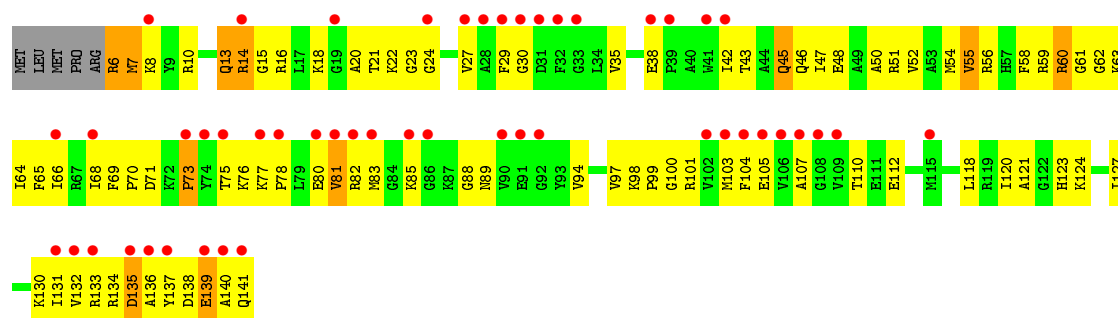 MET LEU MET PRO ARG R6 M7 K8 Y9 R10 Q13 R14 G15 R16 L17 K18 G19 A20 T21 K22 G23 G24 V27 A28 F29 G30 D31 F32 G33 L34 V35 E38 P39 A40 W41 I42 T43 A44 Q45 Q46 I47 E48 A49 A50 R51 V52 A53 M54 V55 R56 H57 F58 R59 R60 G61 G62 K63
I64 F65 I66 R67 I68 F69 P70 D71 K72 P73 Y74 T75 K76 K77 P78 L79 E80 V81 R82 M83 G84 K85 G86 K87 G88 N89 V90 E91 G92 Y93 V94 V97 K98 P99 G100 R101 V102 M103 F104 E105 V106 A107 G108 V109 T110 E111 E112 M115 L118 R119 I120 A121 G122 H123 K124 I127
K130 I131 V132 R133 R134 D135 A136 Y137 D138 E139 A140 Q141